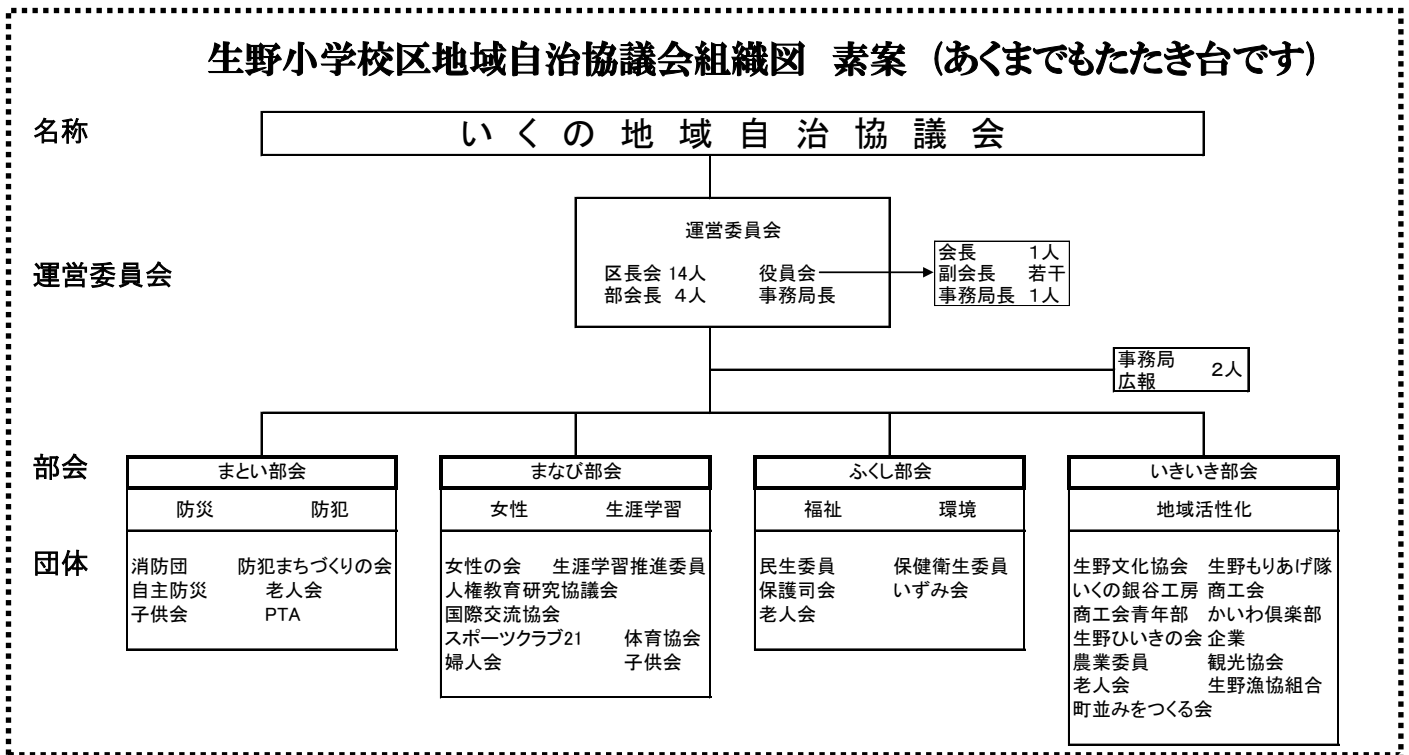 生野小学校区地域自治協議会組織図 素案 (あくまでもたたき台です)
名称
いくの地域自治協議会
運営委員会
運営委員会
区長会 14人 役員会
部会長 4人 事務局長
会長 1人
副会長 若干
事務局長 1人
事務局
広報
2人
部会
まとい部会
防災 防犯
まなび部会
女性 生涯学習
ふくし部会
福祉 環境
いきいき部会
地域活性化
団体
消防団 防犯まちづくりの会
自主防災 老人会
子供会 PTA
女性の会 生涯学習推進委員
人権教育研究協議会
国際交流協会
スポーツクラブ21 体育協会
婦人会 子供会
民生委員 保健衛生委員
保護司会 いずみ会
老人会
生野文化協会 生野もりあげ隊
いくの銀谷工房 商工会
商工会青年部 かいわ倶楽部
生野ひいきの会 企業
農業委員 観光協会
老人会 生野漁協組合
町並みをつくる会